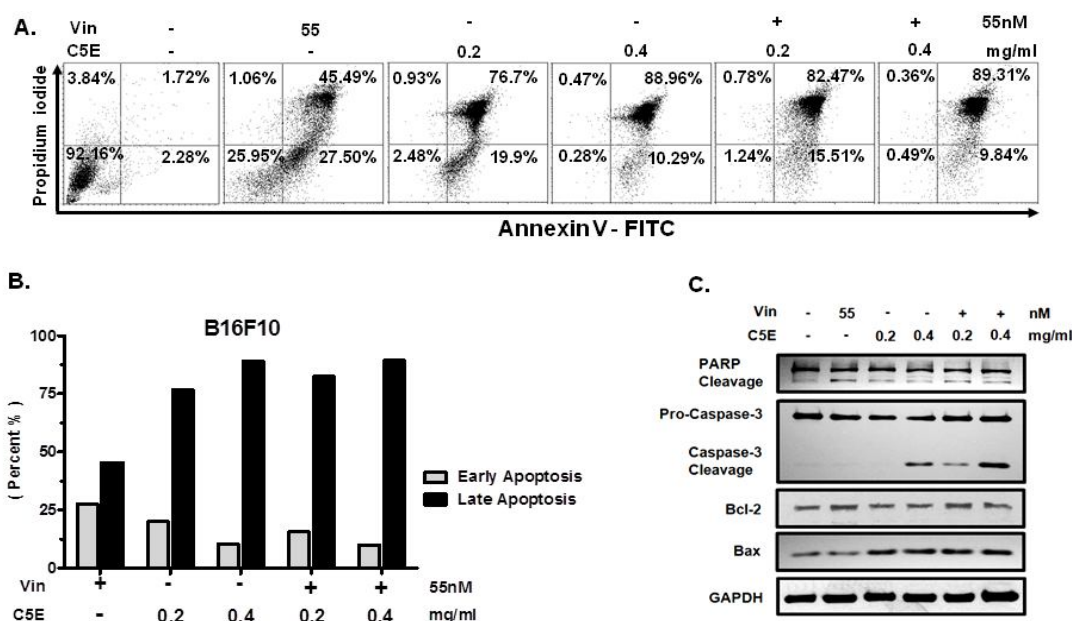 A.
Vin - 55 - - + + 55nM
C5E - - 0.2 0.4 0.2 0.4 mg/ml
3.84% 1.72% 1.06% 45.49% 0.93% 76.7% 0.47% 88.96% 0.78% 82.47% 0.36% 89.31%
92.16% 2.28% 25.95% 27.50% 2.48% 19.9% 0.28% 10.29% 1.24% 15.51% 0.49% 9.84%
Propidium iodide
Annexin V - FITC
B.
B16F10
( Percent % )
100
75
50
25
0
Early Apoptosis
Late Apoptosis
Vin + - - + + 55nM
C5E - 0.2 0.4 0.2 0.4 mg/ml
C.
Vin - 55 - - + + nM
C5E - - 0.2 0.4 0.2 0.4 mg/ml
PARP
Cleavage
Pro-Caspase-3
Caspase-3
Cleavage
Bcl-2
Bax
GAPDH